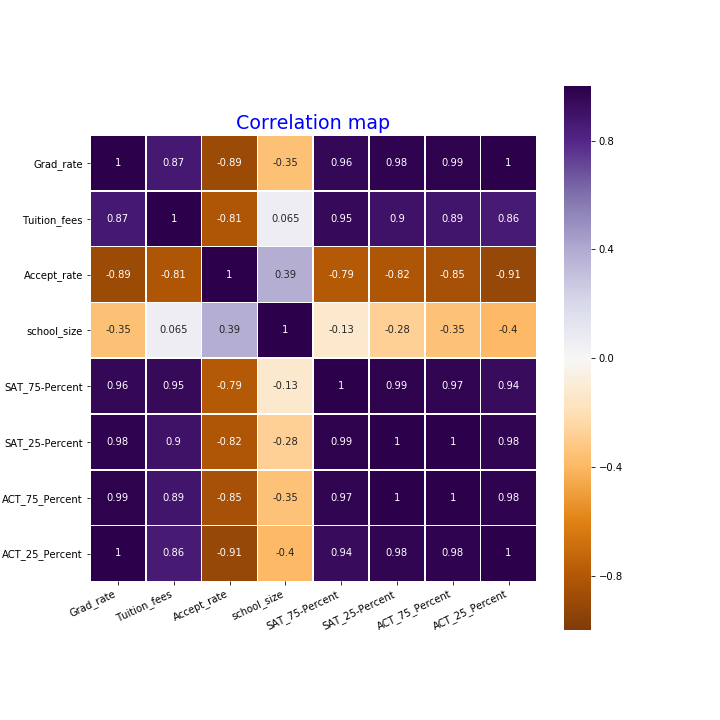 Correlation map
Grad_rate 1 0.87 -0.89 -0.35 0.96 0.98 0.99 1
Tuition_fees 0.87 1 -0.81 0.065 0.95 0.9 0.89 0.86
Accept_rate -0.89 -0.81 1 0.39 -0.79 -0.82 -0.85 -0.91
school_size -0.35 0.065 0.39 1 -0.13 -0.28 -0.35 -0.4
SAT_75-Percent 0.96 0.95 -0.79 -0.13 1 0.99 0.97 0.94
SAT_25-Percent 0.98 0.9 -0.82 -0.28 0.99 1 1 0.98
ACT_75_Percent 0.99 0.89 -0.85 -0.35 0.97 1 1 0.98
ACT_25_Percent 1 0.86 -0.91 -0.4 0.94 0.98 0.98 1
Grad_rate Tuition_fees Accept_rate school_size SAT_75-Percent SAT_25-Percent ACT_75_Percent ACT_25_Percent
0.8
0.4
0.0
−0.4
−0.8